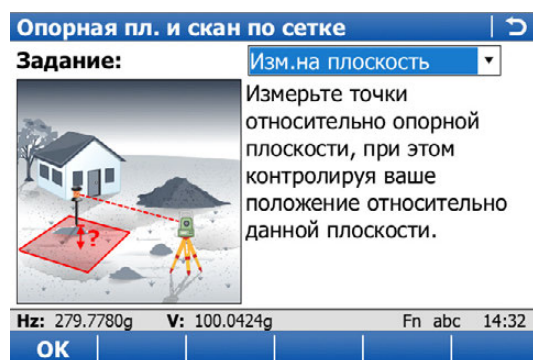 Опорная пл. и скан по сетке
Задание: Изм.на плоскость
Измерьте точки
относительно опорной
плоскости, при этом
контролируя ваше
положение относительно
данной плоскости.
?
Hz: 279.7780g V: 100.0424g Fn abc 14:32
OK